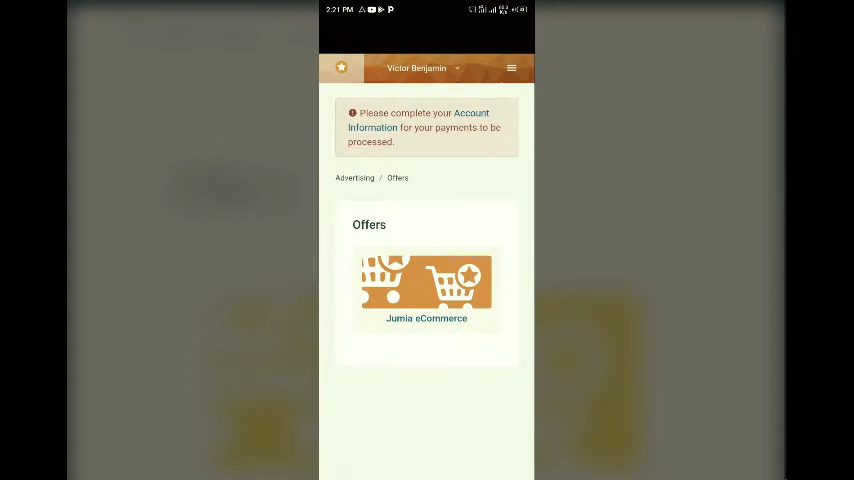 2:21 PM
Victor Benjamin
Please complete your Account
Information for your payments to be
processed.
Advertising / Offers
Offers
Jumia eCommerce